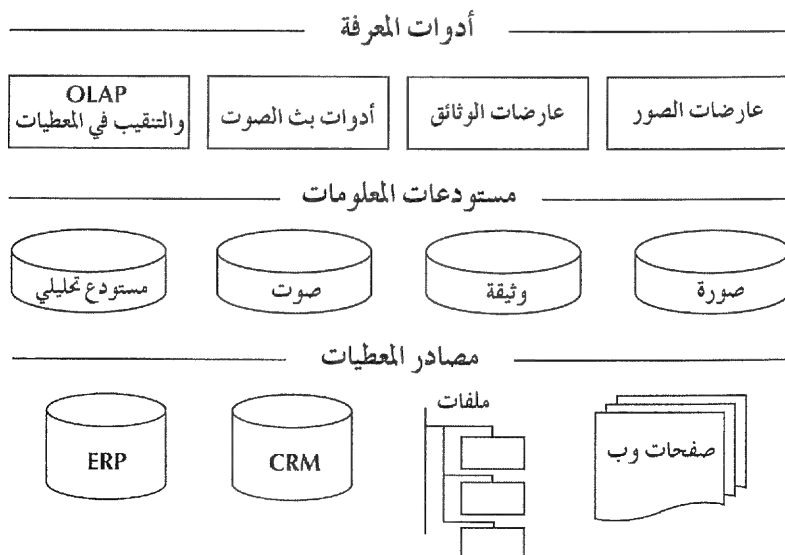 أدوات المعرفة
عارضات الصور
عارضات الوثائق
أدوات بث الصوت
OLAP
والتنقيب في المعطيات
مستودعات المعلومات
صورة
وثيقة
صوت
مستودع تحليلي
مصادر المعطيات
صفحات وب
ملفات
CRM
ERP